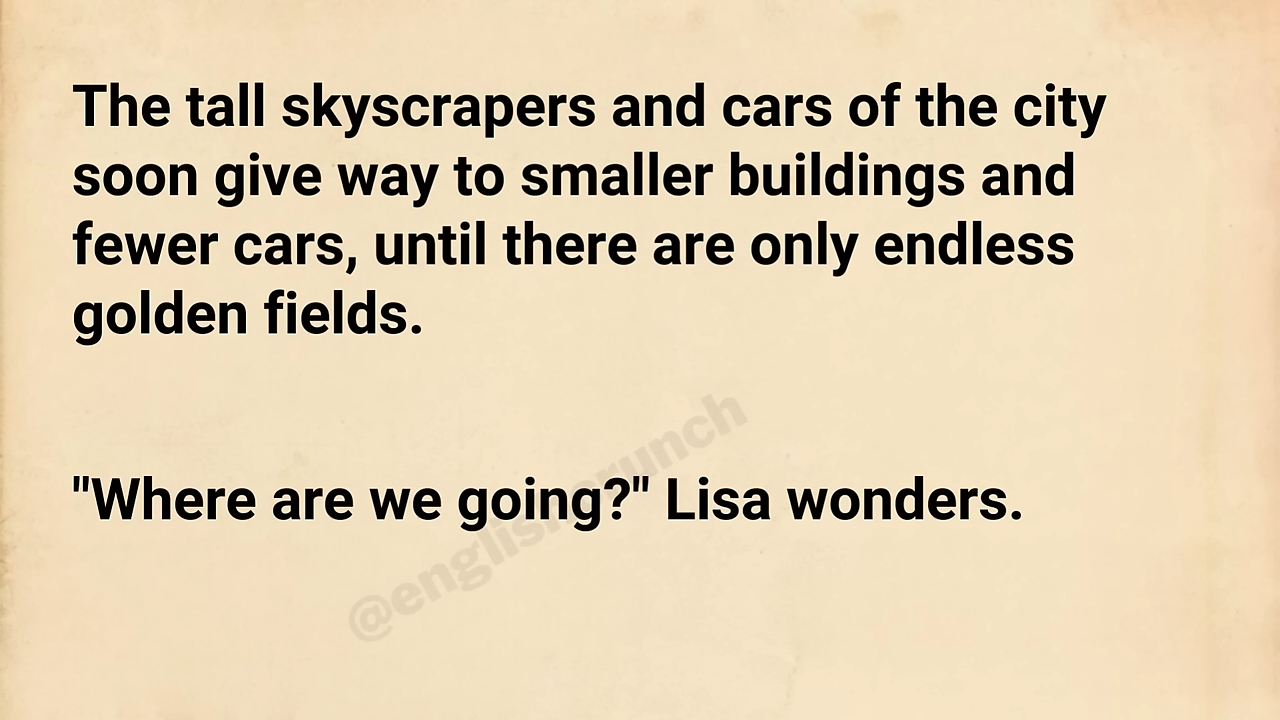 The tall skyscrapers and cars of the city
soon give way to smaller buildings and
fewer cars, until there are only endless
golden fields.
"Where are we going?" Lisa wonders.